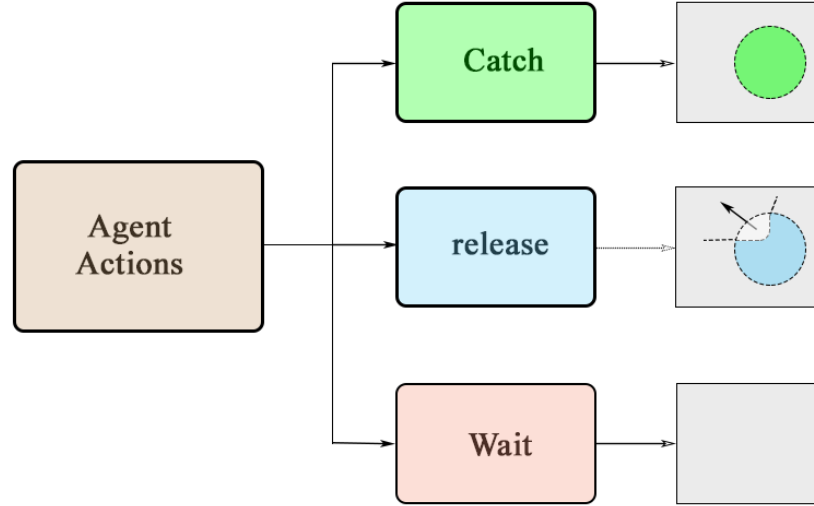 Catch
Agent
Actions
release
Wait